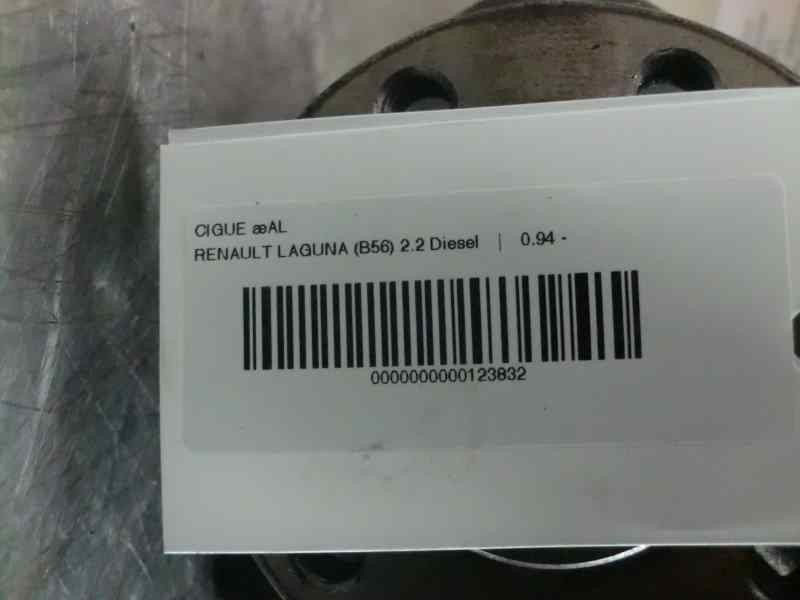 CIGUE æAL
RENAULT LAGUNA (B56) 2.2 Diesel | 0.94 -
0000000000123832